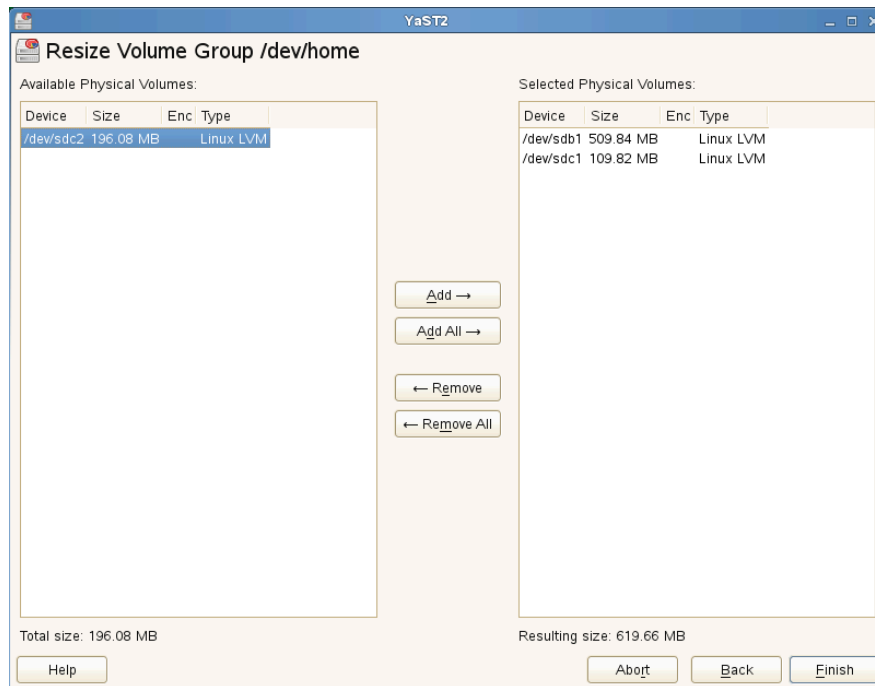 YaST2
Resize Volume Group /dev/home
Available Physical Volumes:
Device Size Enc Type
/dev/sdc2 196.08 MB Linux LVM
Total size: 196.08 MB
Add →
Add All →
← Remove
← Remove All
Selected Physical Volumes:
Device Size Enc Type
/dev/sdb1 509.84 MB Linux LVM
/dev/sdc1 109.82 MB Linux LVM
Resulting size: 619.66 MB
Help
Abort
Back
Finish